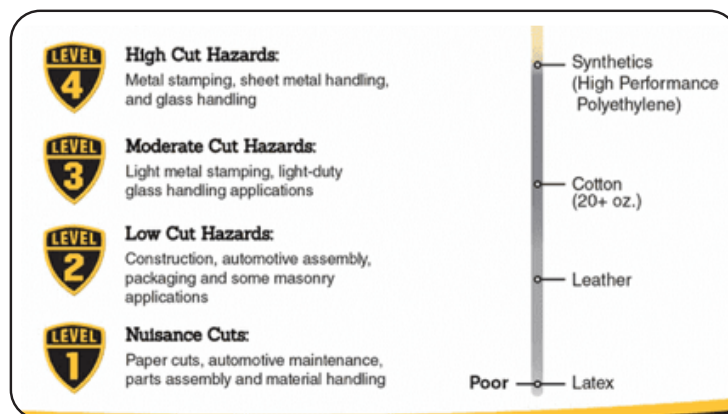 LEVEL
4
High Cut Hazards:
Metal stamping, sheet metal handling,
and glass handling
LEVEL
3
Moderate Cut Hazards:
Light metal stamping, light-duty
glass handling applications
LEVEL
2
Low Cut Hazards:
Construction, automotive assembly,
packaging and some masonry
applications
LEVEL
1
Nuisance Cuts:
Paper cuts, automotive maintenance,
parts assembly and material handling
Synthetics
(High Performance
Polyethylene)
Cotton
(20+ oz.)
Leather
Poor
Latex